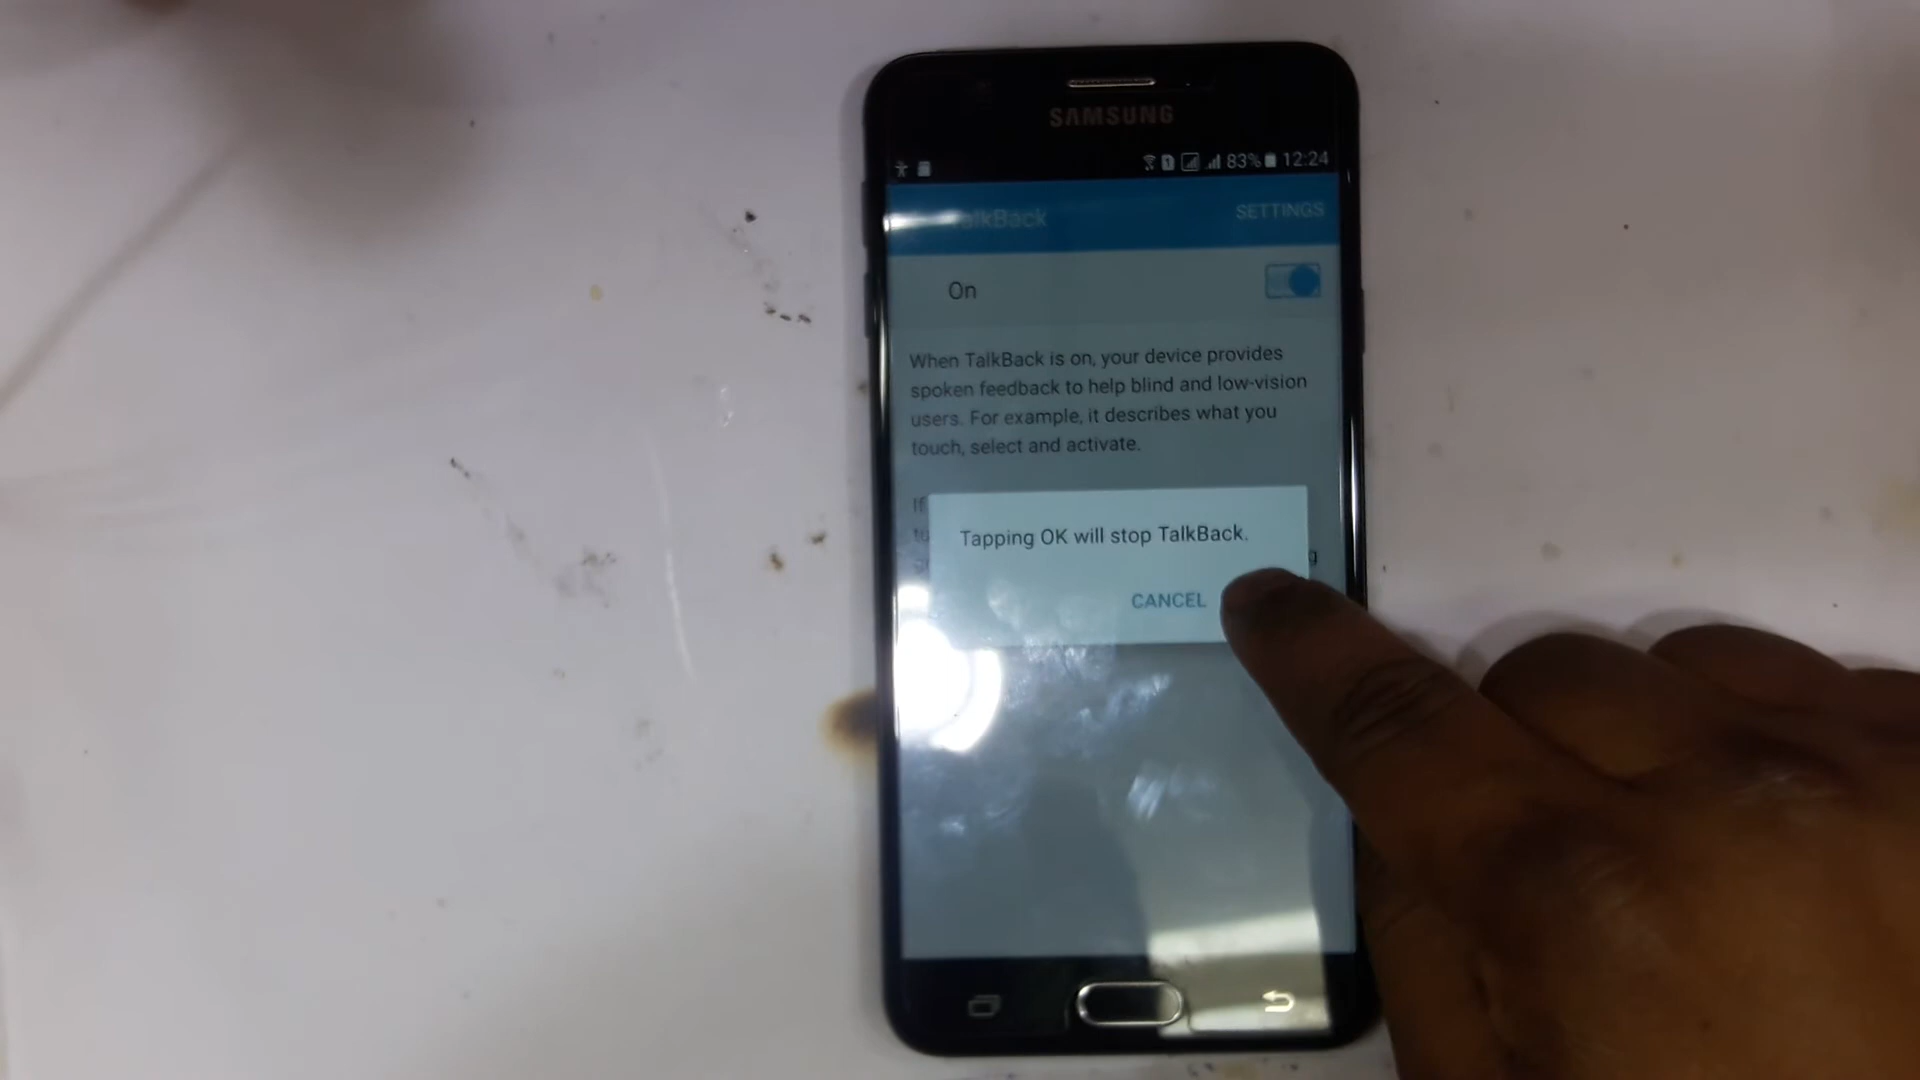 SAMSUNG
83% 12:24
TalkBack SETTINGS
On
When TalkBack is on, your device provides
spoken feedback to help blind and low-vision
users. For example, it describes what you
touch, select and activate.
If
Tapping OK will stop TalkBack.
CANCEL